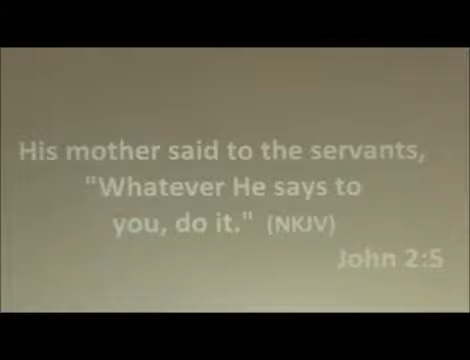 His mother said to the servants,
"Whatever He says to
you, do it." (NKJV)
John 2:5